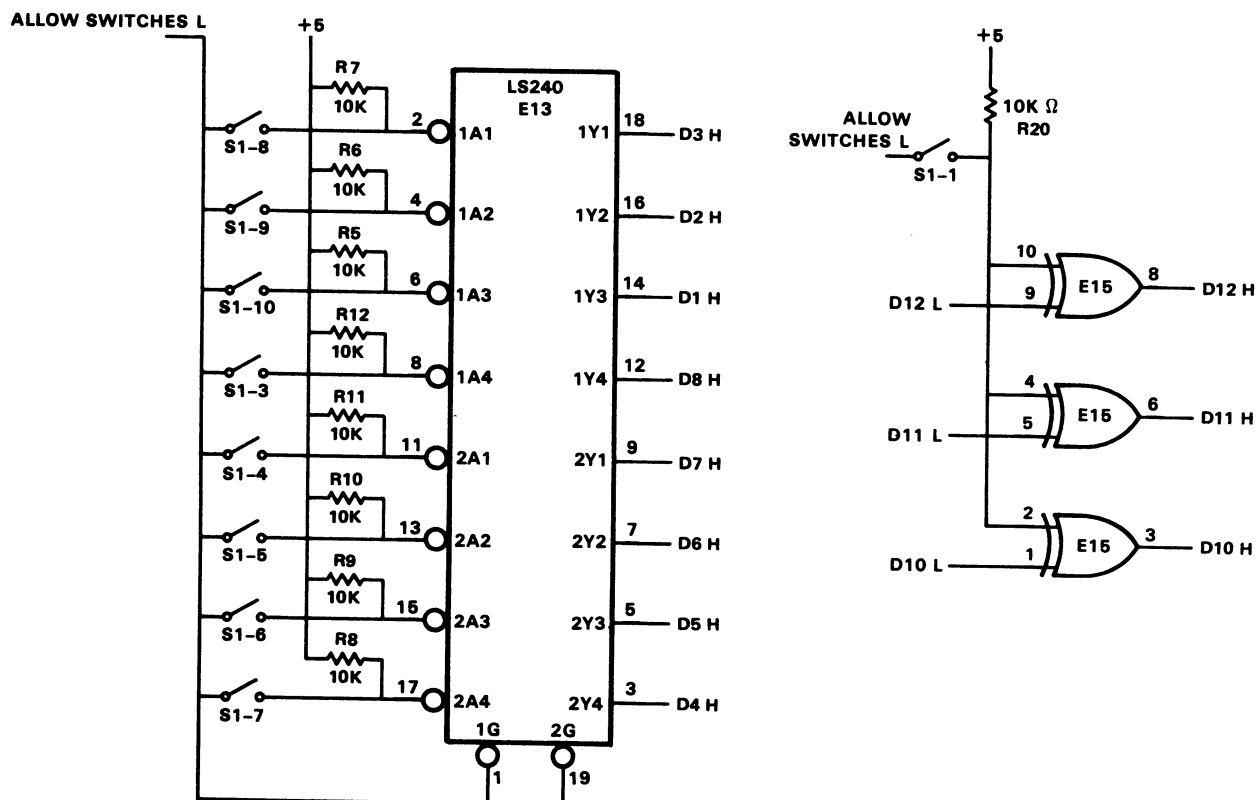 ALLOW SWITCHES L
+5
R7
10K
S1-8
2
1A1
R6
10K
S1-9
4
1A2
R5
10K
S1-10
6
1A3
R12
10K
S1-3
8
1A4
R11
10K
S1-4
11
2A1
R10
10K
S1-5
13
2A2
R9
10K
S1-6
15
2A3
R8
10K
S1-7
17
2A4
LS240
E13
1Y1
18
D3 H
1Y2
16
D2 H
1Y3
14
D1 H
1Y4
12
D8 H
2Y1
9
D7 H
2Y2
7
D6 H
2Y3
5
D5 H
2Y4
3
D4 H
1G
2G
1
19
+5
10K Ω
R20
ALLOW
SWITCHES L
S1-1
10
D12 L
9
E15
8
D12 H
4
D11 L
5
E15
6
D11 H
2
D10 L
1
E15
3
D10 H